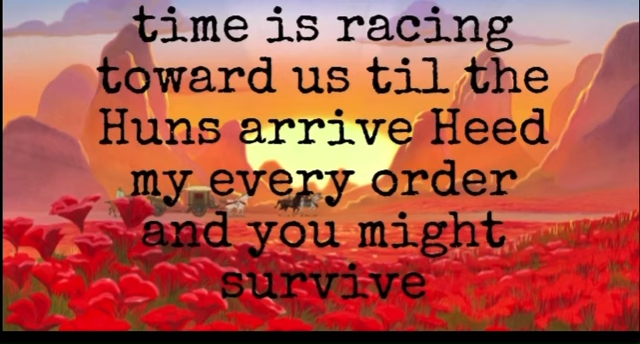 time is racing
toward us til the
Huns arrive Heed
my every order
and you might
survive